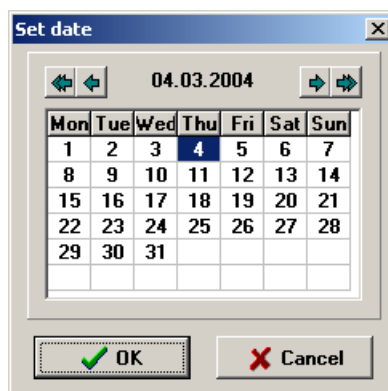 Set date
04.03.2004
Mon Tue Wed Thu Fri Sat Sun
1 2 3 4 5 6 7
8 9 10 11 12 13 14
15 16 17 18 19 20 21
22 23 24 25 26 27 28
29 30 31
OK Cancel